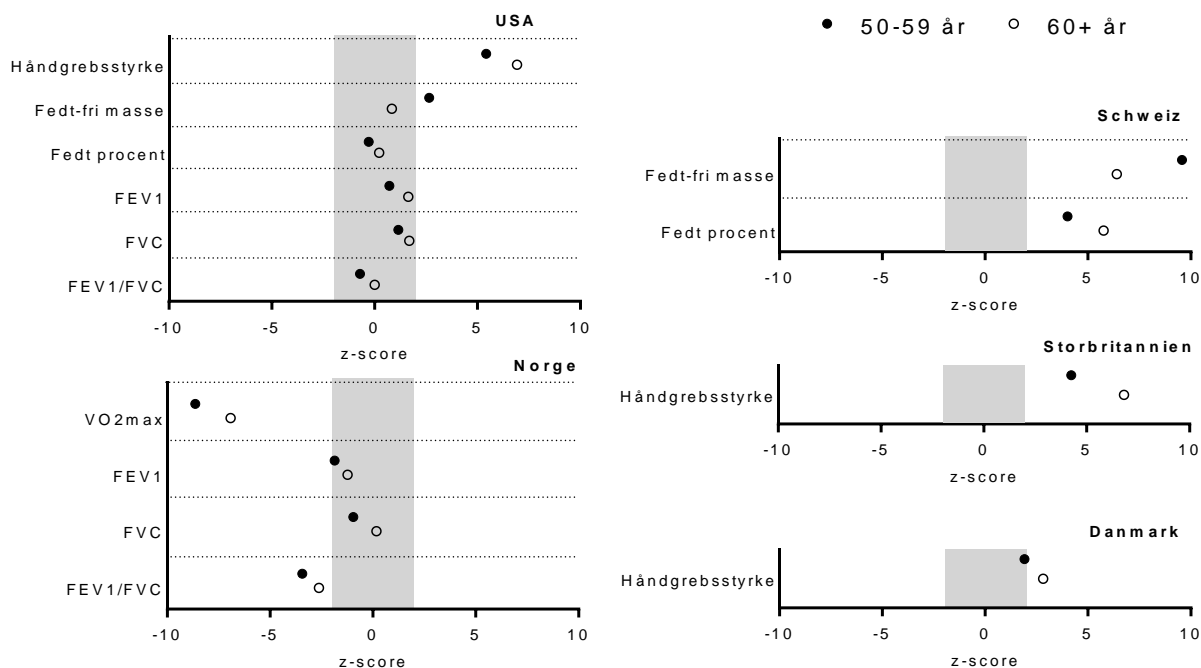 USA
Håndgrebsstyrke
Fedt-fri masse
Fedt procent
FEV1
FVC
FEV1/FVC
-10 -5 0 5 10
z-score
Norge
VO2max
FEV1
FVC
FEV1/FVC
-10 -5 0 5 10
z-score
50-59 år 60+ år
Schweiz
Fedt-fri masse
Fedt procent
-10 -5 0 5 10
z-score
Storbritannien
Håndgrebsstyrke
-10 -5 0 5 10
z-score
Danmark
Håndgrebsstyrke
-10 -5 0 5 10
z-score